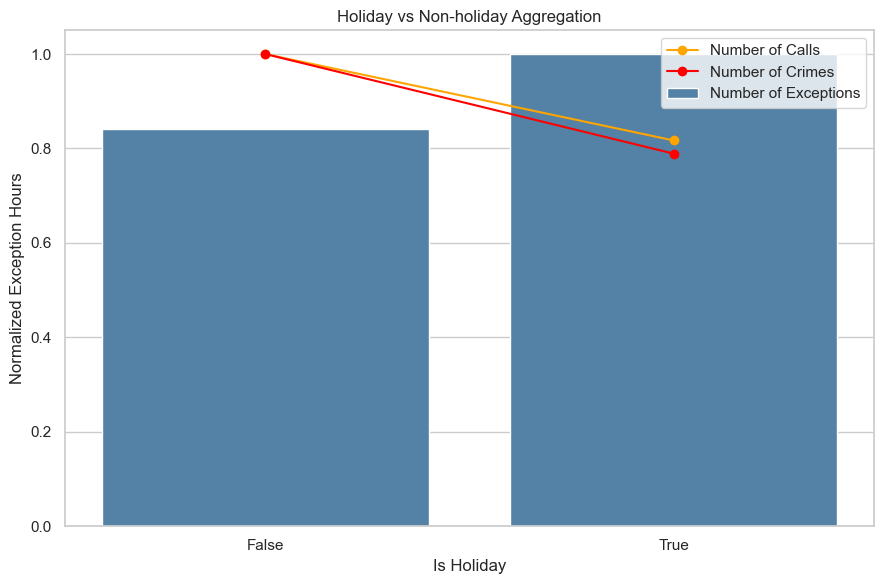 Holiday vs Non-holiday Aggregation
Number of Calls
Number of Crimes
Number of Exceptions
Normalized Exception Hours
1.0
0.8
0.6
0.4
0.2
0.0
False
True
Is Holiday